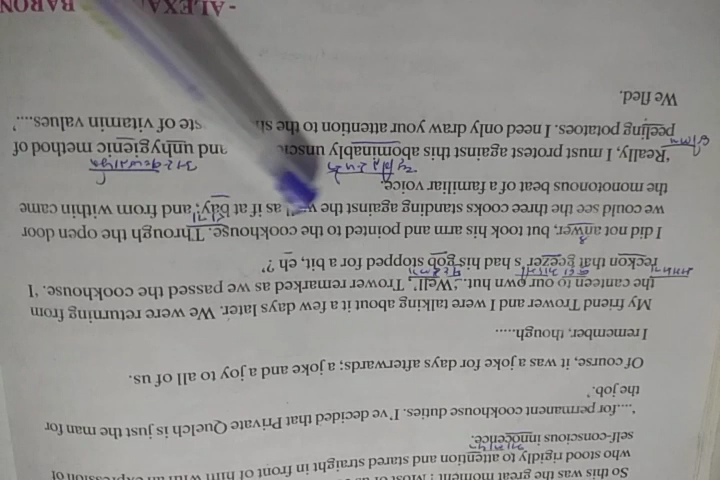 So this was the great moment! Most of
who stood rigidly to attention and stared straight in front of him with an expression of
self-conscious innocence.
'....for permanent cookhouse duties. I've decided that Private Quelch is just the man for
the job.'
Of course, it was a joke for days afterwards; a joke and a joy to all of us.
I remember, though.....
My friend Trower and I were talking about it a few days later. We were returning from
the canteen to our own hut. 'Well', Trower remarked as we passed the cookhouse. 'I
reckon that geezer's had his gob stopped for a bit, eh ?'
I did not answer, but took his arm and pointed to the cookhouse. Through the open door
we could see the three cooks standing against the as if at bay; and from within came
the monotonous beat of a familiar voice.
'Really, I must protest against this abominably and unhygienic method of
peeling potatoes. I need only draw your attention to the of vitamin values....'
We fled.
- ALEXA BARON